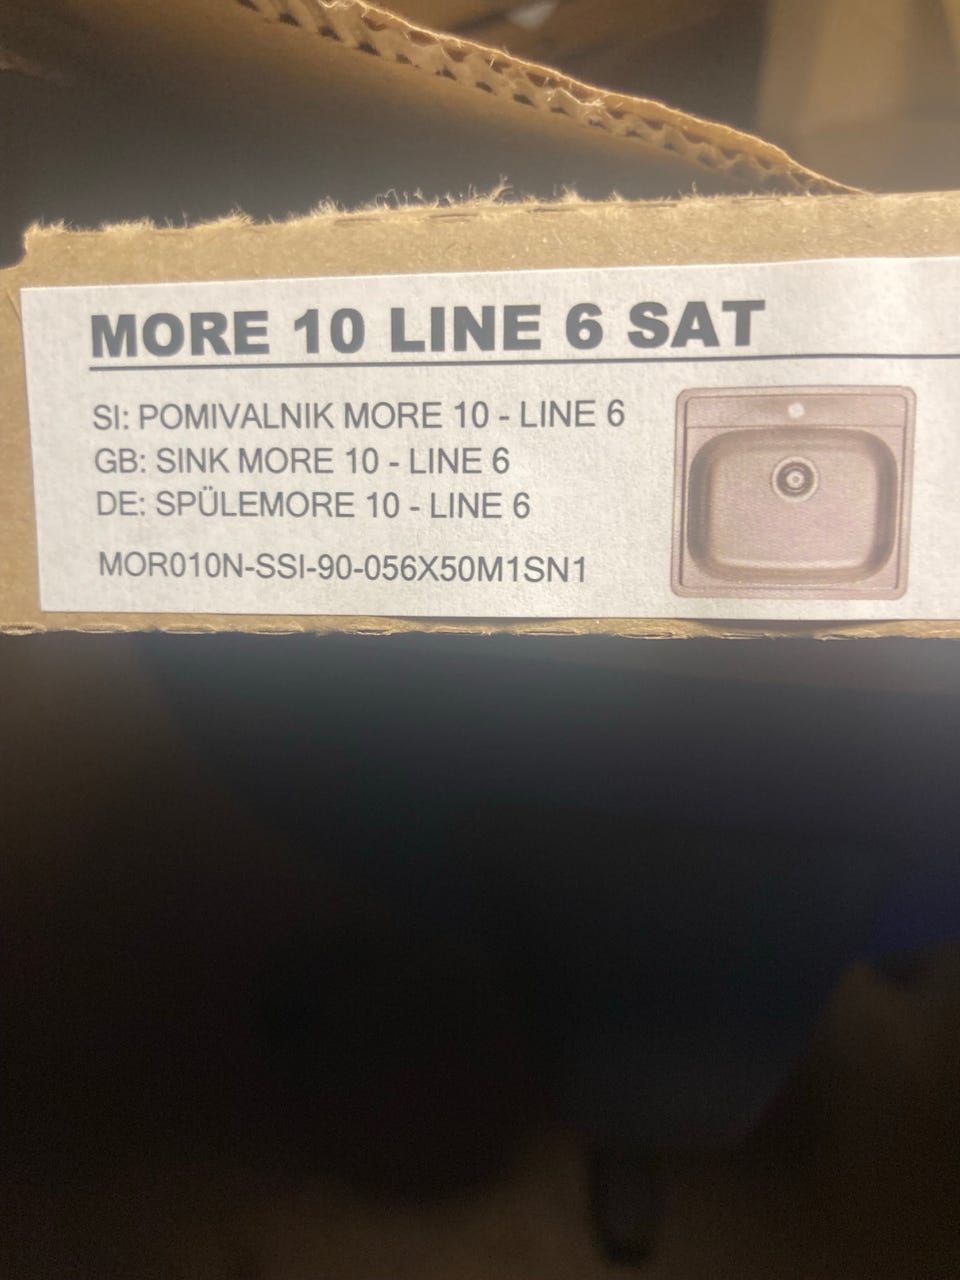 MORE 10 LINE 6 SAT
SI: POMIVALNIK MORE 10 - LINE 6
GB: SINK MORE 10 - LINE 6
DE: SPÜLEMORE 10 - LINE 6
MOR010N-SSI-90-056X50M1SN1